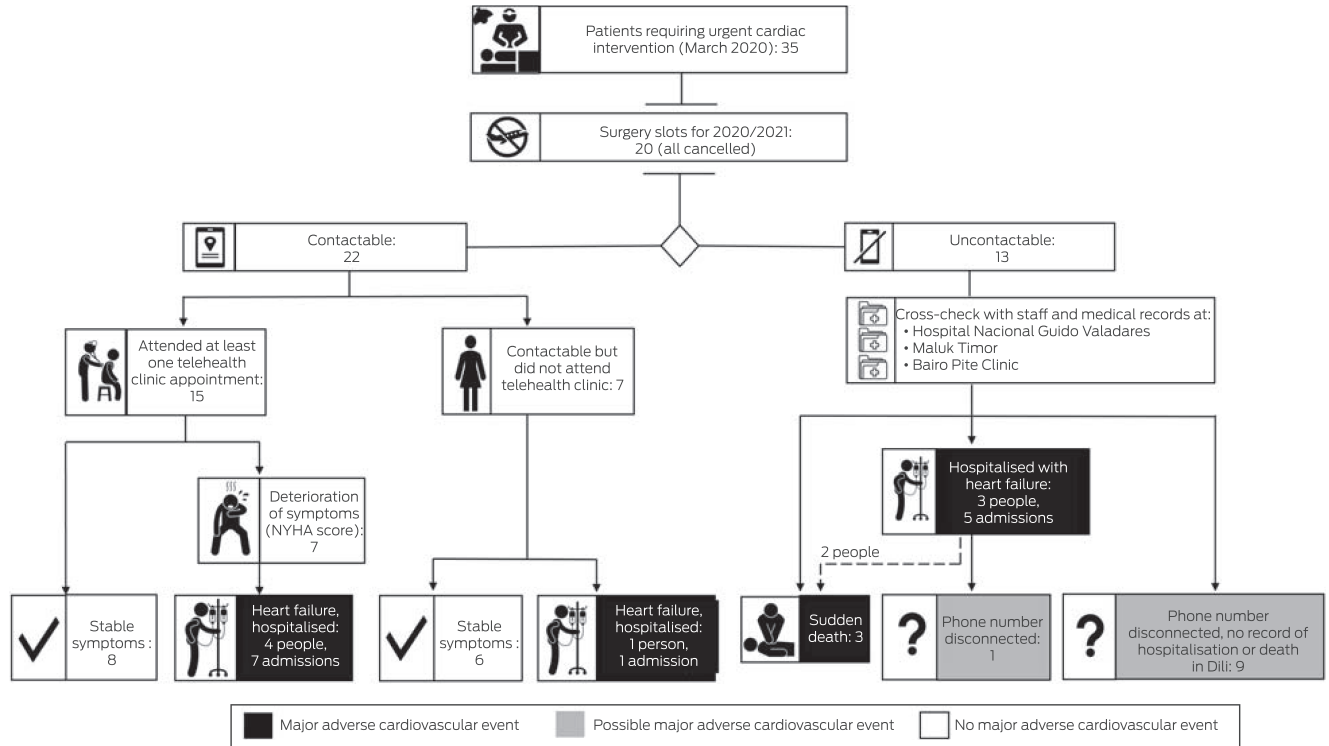 Patients requiring urgent cardiac
intervention (March 2020): 35
Surgery slots for 2020/2021:
20 (all cancelled)
Contactable:
22
Uncontactable:
13
Attended at least
one telehealth
clinic appointment:
15
Contactable but
did not attend
telehealth clinic: 7
Cross-check with staff and medical records at:
• Hospital Nacional Guido Valadares
• Maluk Timor
• Bairo Pite Clinic
Deterioration
of symptoms
(NYHA score):
7
Hospitalised with
heart failure:
3 people,
5 admissions
2 people
Stable
symptoms :
8
Heart failure,
hospitalised:
4 people,
7 admissions
Stable
symptoms :
6
Heart failure,
hospitalised:
1 person,
1 admission
Sudden
death: 3
?
Phone number
disconnected:
1
?
Phone number
disconnected, no record of
hospitalisation or death
in Dili: 9
Major adverse cardiovascular event
Possible major adverse cardiovascular event
No major adverse cardiovascular event